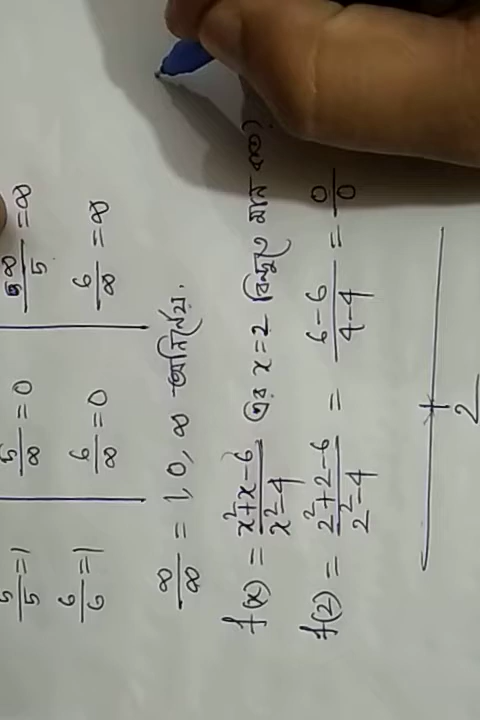 5/5 = 1 | 5/∞ = 0 | ∞/5 = ∞
6/6 = 1 | 6/∞ = 0 | 6/∞ = ∞
∞/∞ = 1, 0, ∞ অনির্ণেয়.
f(x) = (x²+x-6)/(x²-4) এর x=2 বিন্দুতে মান কত?
f(2) = (2²+2-6)/(2²-4) = (6-6)/(4-4) = 0/0
2